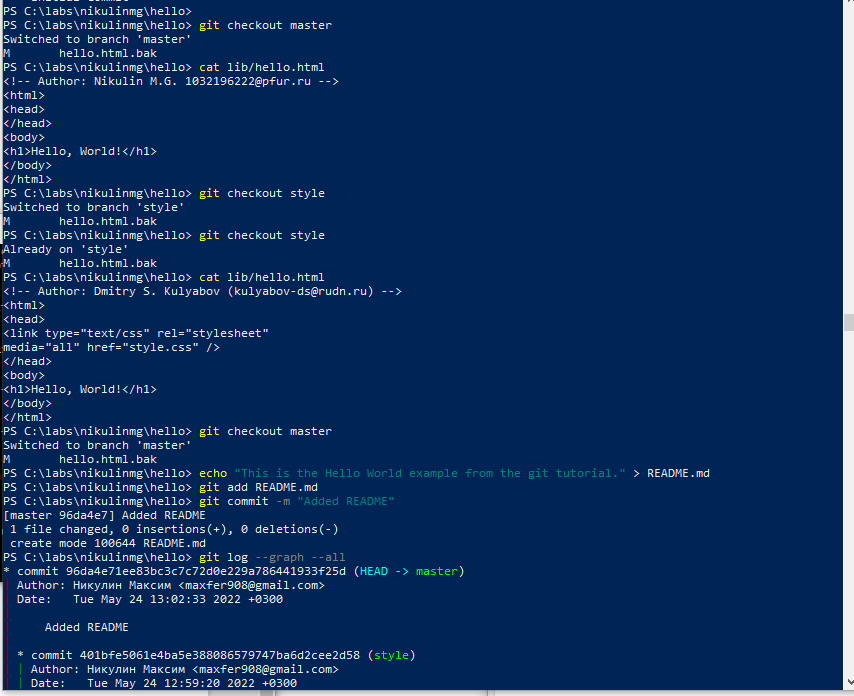 PS C:\labs\nikulinmg\hello>
PS C:\labs\nikulinmg\hello> git checkout master
Switched to branch 'master'
M       hello.html.bak
PS C:\labs\nikulinmg\hello> cat lib/hello.html
<!-- Author: Nikulin M.G. 1032196222@pfur.ru -->
<html>
<head>
</head>
<body>
<h1>Hello, World!</h1>
</body>
</html>
PS C:\labs\nikulinmg\hello> git checkout style
Switched to branch 'style'
M       hello.html.bak
PS C:\labs\nikulinmg\hello> git checkout style
Already on 'style'
M       hello.html.bak
PS C:\labs\nikulinmg\hello> cat lib/hello.html
<!-- Author: Dmitry S. Kulyabov (kulyabov-ds@rudn.ru) -->
<html>
<head>
<link type="text/css" rel="stylesheet"
media="all" href="style.css" />
</head>
<body>
<h1>Hello, World!</h1>
</body>
</html>
PS C:\labs\nikulinmg\hello> git checkout master
Switched to branch 'master'
M       hello.html.bak
PS C:\labs\nikulinmg\hello> echo "This is the Hello World example from the git tutorial." > README.md
PS C:\labs\nikulinmg\hello> git add README.md
PS C:\labs\nikulinmg\hello> git commit -m "Added README"
[master 96da4e7] Added README
 1 file changed, 0 insertions(+), 0 deletions(-)
 create mode 100644 README.md
PS C:\labs\nikulinmg\hello> git log --graph --all
* commit 96da4e71ee83bc3c7c72d0e229a786441933f25d (HEAD -> master)
| Author: Никулин Максим <maxfer908@gmail.com>
| Date:   Tue May 24 13:02:33 2022 +0300
|
|     Added README
|
| * commit 401bfe5061e4ba5e388086579747ba6d2cee2d58 (style)
| | Author: Никулин Максим <maxfer908@gmail.com>
| | Date:   Tue May 24 12:59:20 2022 +0300